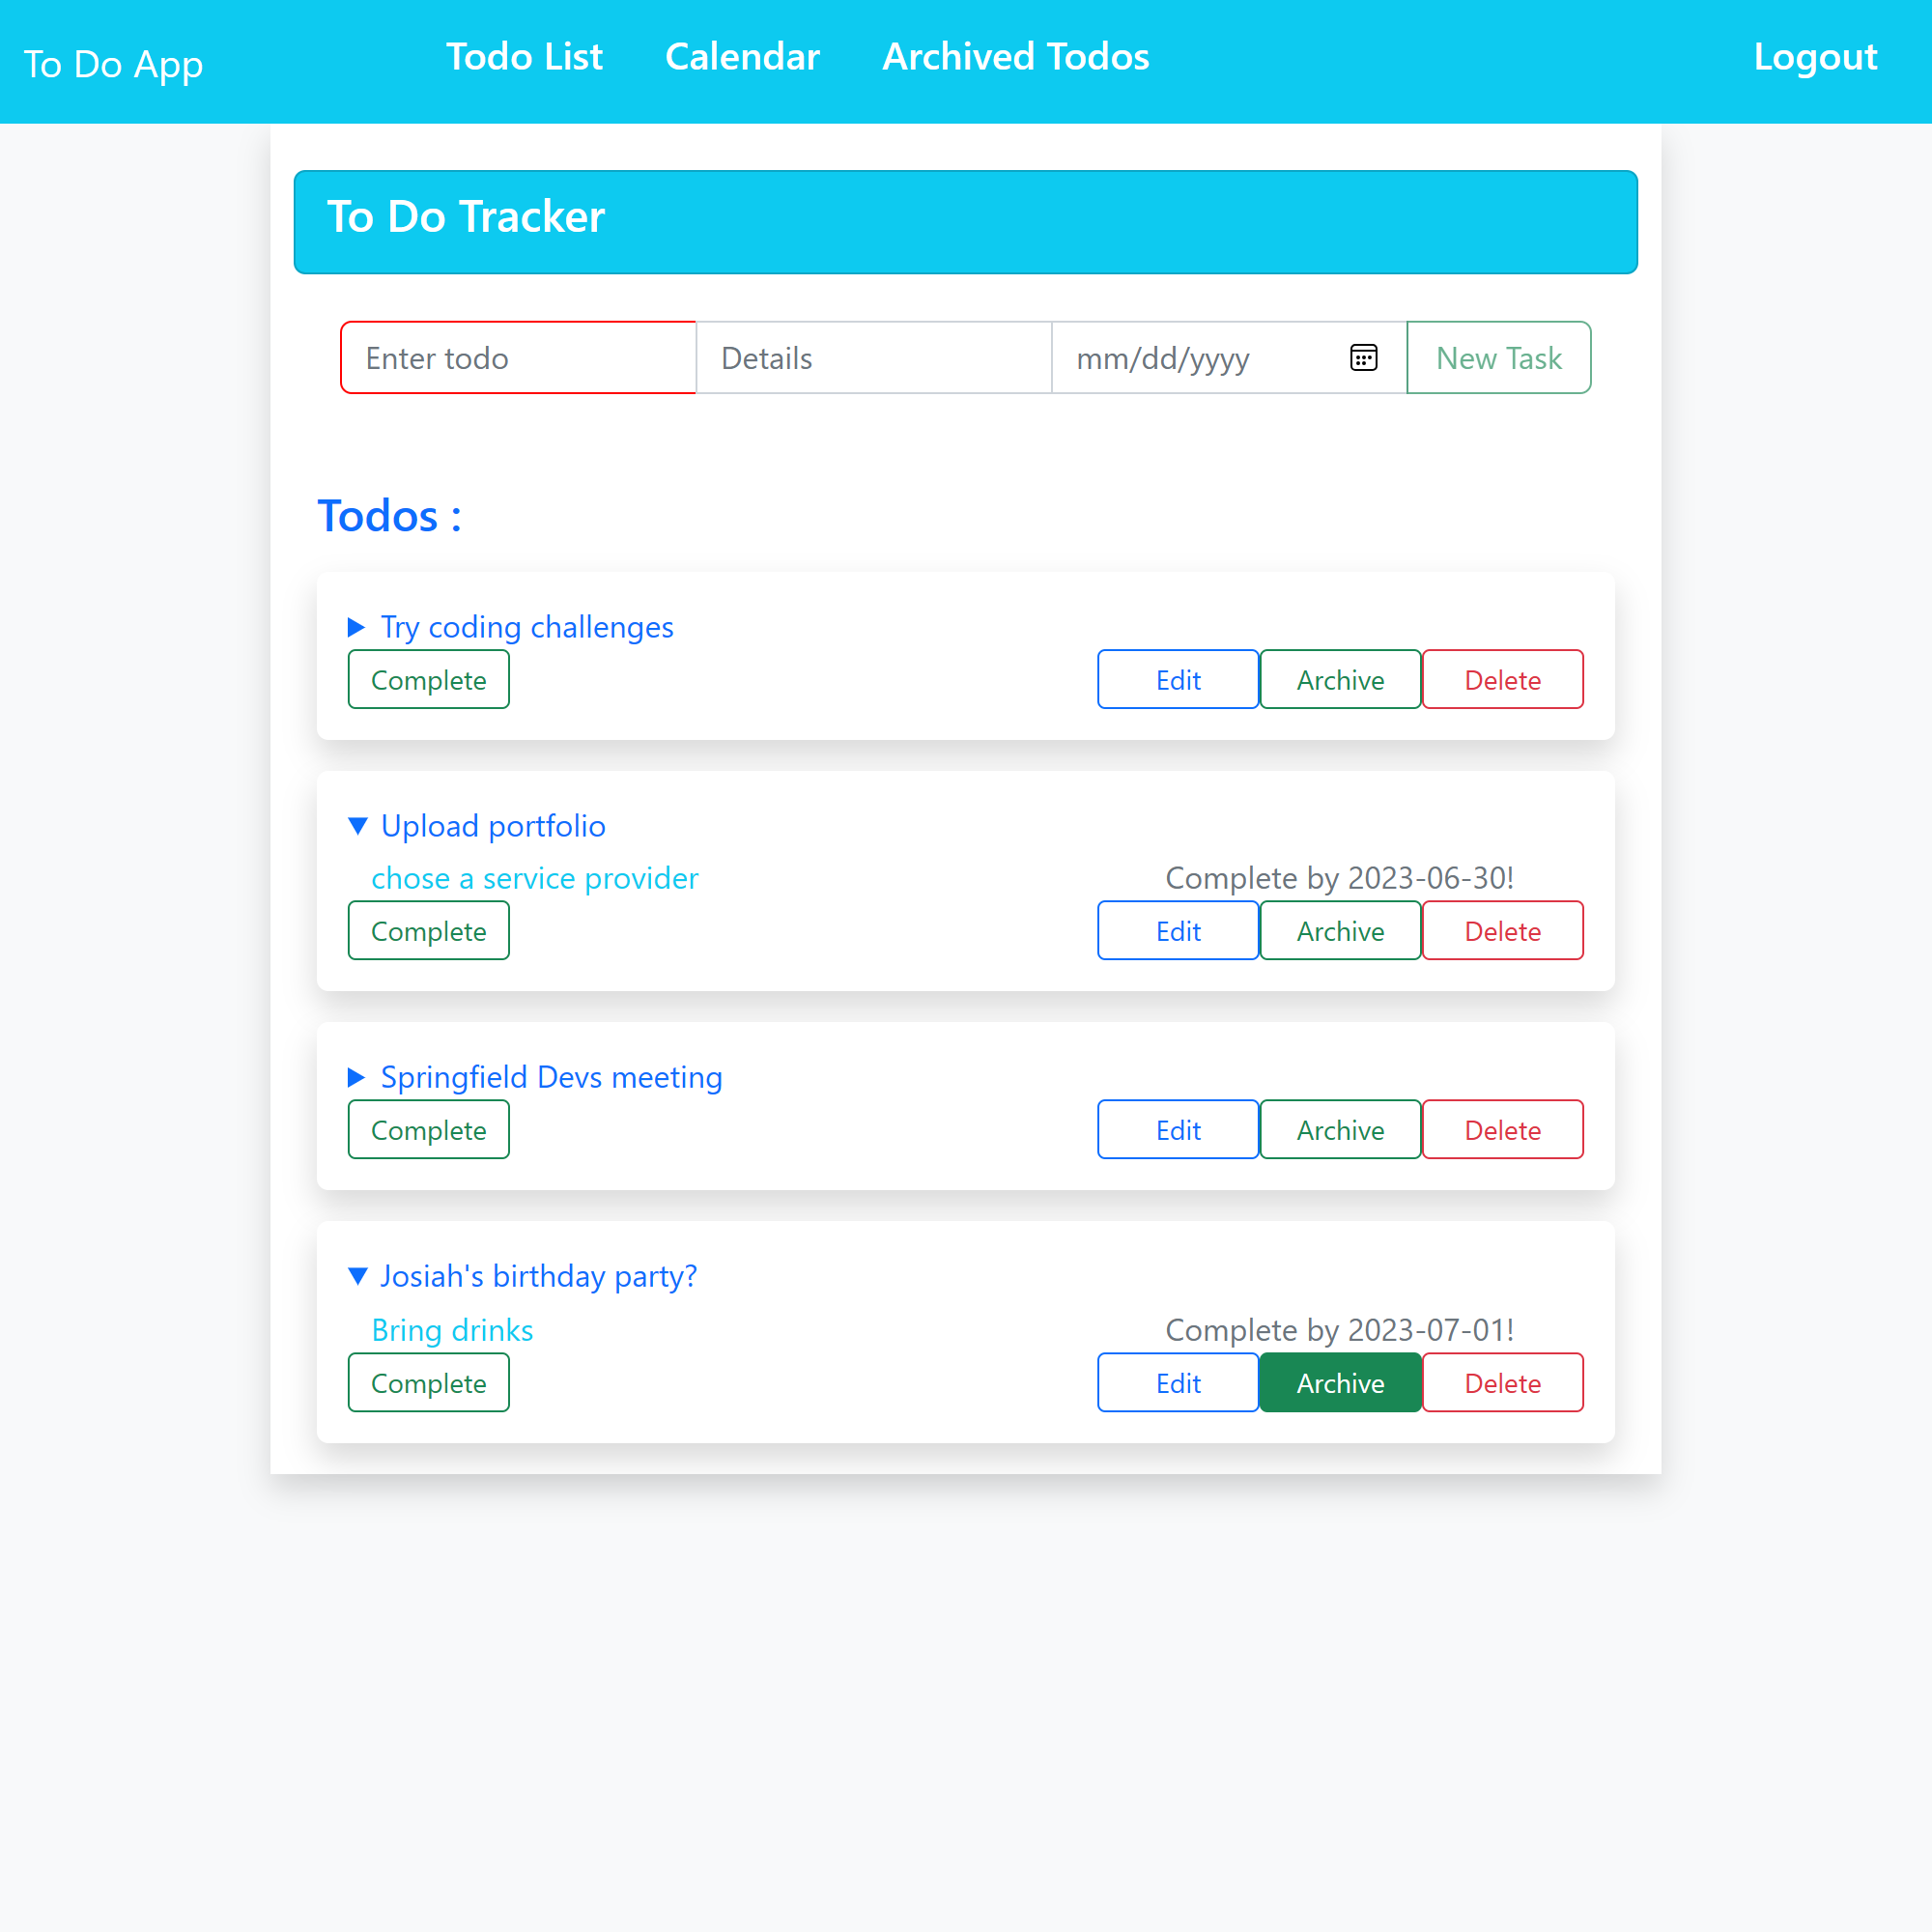 To Do App Todo List Calendar Archived Todos Logout
To Do Tracker
Enter todo Details mm/dd/yyyy New Task
Todos :
Try coding challenges
Complete Edit Archive Delete
Upload portfolio
chose a service provider Complete by 2023-06-30!
Complete Edit Archive Delete
Springfield Devs meeting
Complete Edit Archive Delete
Josiah's birthday party?
Bring drinks Complete by 2023-07-01!
Complete Edit Archive Delete